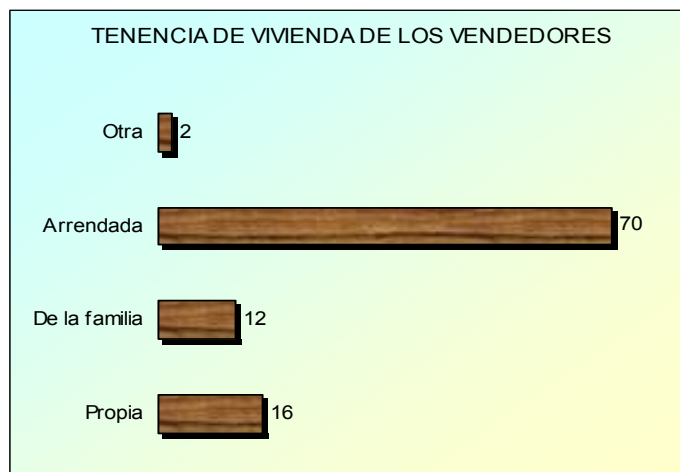 TENENCIA DE VIVIENDA DE LOS VENDEDORES
Otra 2
Arrendada 70
De la familia 12
Propia 16